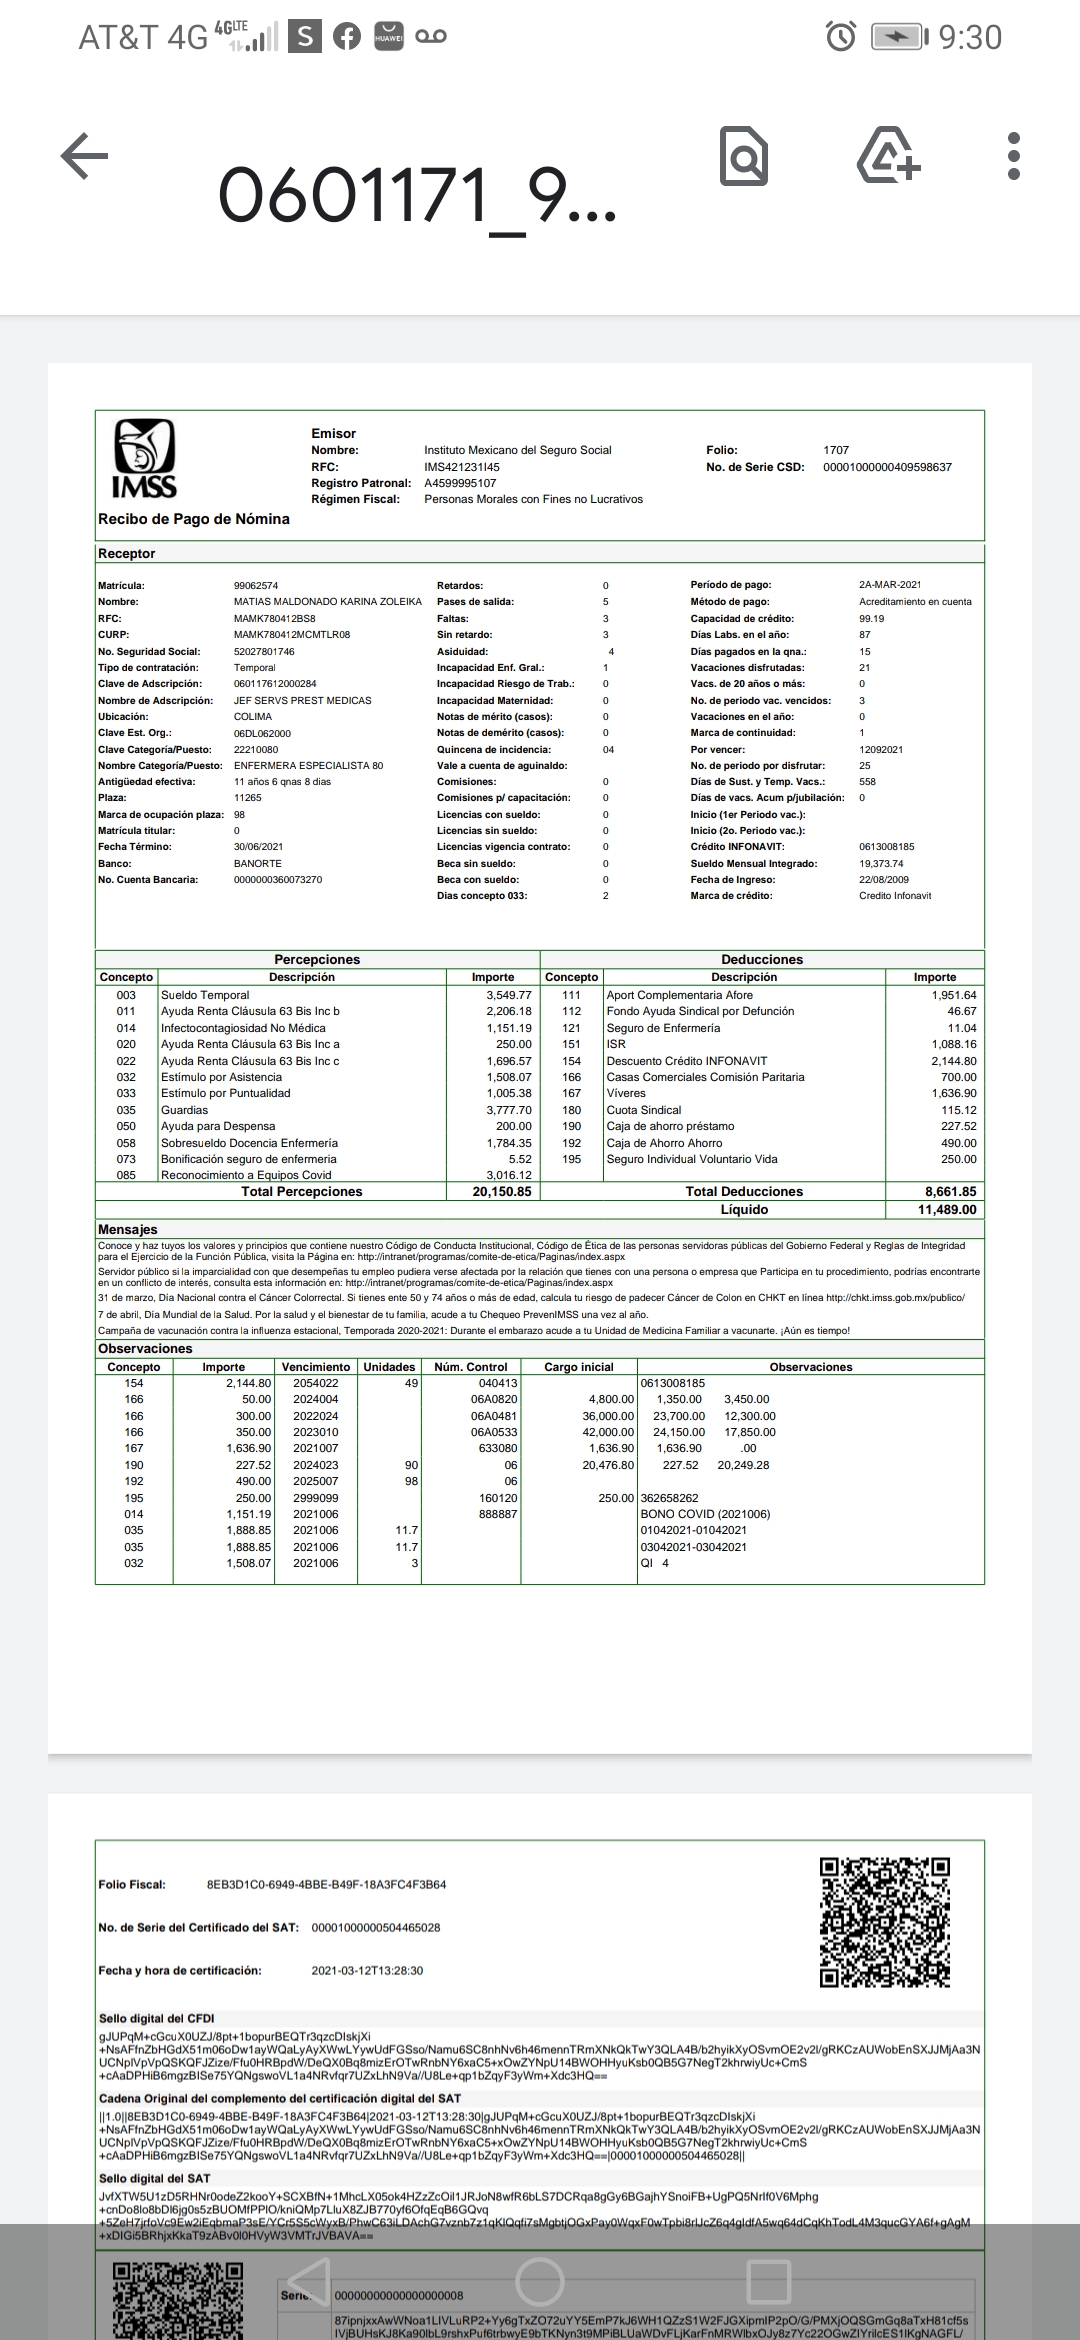 AT&T 4G 4G LTE S HUAWEI 9:30
0601171_9...
IMSS
Recibo de Pago de Nómina
Emisor
Nombre: Instituto Mexicano del Seguro Social Folio: 1707
RFC: IMS421231I45 No. de Serie CSD: 00001000000409598637
Registro Patronal: A4599995107
Régimen Fiscal: Personas Morales con Fines no Lucrativos
Receptor
Matrícula: 99062574 Retardos: 0 Período de pago: 2A-MAR-2021
Nombre: MATIAS MALDONADO KARINA ZOLEIKA Pases de salida: 5 Método de pago: Acreditamiento en cuenta
RFC: MAMK780412BS8 Faltas: 3 Capacidad de crédito: 99.19
CURP: MAMK780412MCMTLR08 Sin retardo: 3 Días Labs. en el año: 87
No. Seguridad Social: 52027801746 Asiduidad: 4 Días pagados en la qna.: 15
Tipo de contratación: Temporal Incapacidad Enf. Gral.: 1 Vacaciones disfrutadas: 21
Clave de Adscripción: 060117612000284 Incapacidad Riesgo de Trab.: 0 Vacs. de 20 años o más: 0
Nombre de Adscripción: JEF SERVS PREST MEDICAS Incapacidad Maternidad: 0 No. de periodo vac. vencidos: 3
Ubicación: COLIMA Notas de mérito (casos): 0 Vacaciones en el año: 0
Clave Est. Org.: 06DL062000 Notas de demérito (casos): 0 Marca de continuidad: 1
Clave Categoría/Puesto: 22210080 Quincena de incidencia: 04 Por vencer: 12092021
Nombre Categoría/Puesto: ENFERMERA ESPECIALISTA 80 Vale a cuenta de aguinaldo: No. de periodo por disfrutar: 25
Antigüedad efectiva: 11 años 6 qnas 8 dias Comisiones: 0 Días de Sust. y Temp. Vacs.: 558
Plaza: 11265 Comisiones p/ capacitación: 0 Días de vacs. Acum p/jubilación: 0
Marca de ocupación plaza: 98 Licencias con sueldo: 0 Inicio (1er Periodo vac.):
Matrícula titular: 0 Licencias sin sueldo: 0 Inicio (2o. Periodo vac.):
Fecha Término: 30/06/2021 Licencias vigencia contrato: 0 Crédito INFONAVIT: 0613008185
Banco: BANORTE Beca sin sueldo: 0 Sueldo Mensual Integrado: 19,373.74
No. Cuenta Bancaria: 0000000360073270 Beca con sueldo: 0 Fecha de Ingreso: 22/08/2009
Dias concepto 033: 2 Marca de crédito: Credito Infonavit
Percepciones Deducciones
Concepto Descripción Importe Concepto Descripción Importe
003 Sueldo Temporal 3,549.77 111 Aport Complementaria Afore 1,951.64
011 Ayuda Renta Cláusula 63 Bis Inc b 2,206.18 112 Fondo Ayuda Sindical por Defunción 46.67
014 Infectocontagiosidad No Médica 1,151.19 121 Seguro de Enfermería 11.04
020 Ayuda Renta Cláusula 63 Bis Inc a 250.00 151 ISR 1,088.16
022 Ayuda Renta Cláusula 63 Bis Inc c 1,696.57 154 Descuento Crédito INFONAVIT 2,144.80
032 Estímulo por Asistencia 1,508.07 166 Casas Comerciales Comisión Paritaria 700.00
033 Estímulo por Puntualidad 1,005.38 167 Víveres 1,636.90
035 Guardias 3,777.70 180 Cuota Sindical 115.12
050 Ayuda para Despensa 200.00 190 Caja de ahorro préstamo 227.52
058 Sobresueldo Docencia Enfermería 1,784.35 192 Caja de Ahorro Ahorro 490.00
073 Bonificación seguro de enfermeria 5.52 195 Seguro Individual Voluntario Vida 250.00
085 Reconocimiento a Equipos Covid 3,016.12
Total Percepciones 20,150.85 Total Deducciones 8,661.85
Líquido 11,489.00
Mensajes
Conoce y haz tuyos los valores y principios que contiene nuestro Código de Conducta Institucional, Código de Ética de las personas servidoras públicas del Gobierno Federal y Reglas de Integridad
para el Ejercicio de la Función Pública, visita la Página en: http://intranet/programas/comite-de-etica/Paginas/index.aspx
Servidor público si la imparcialidad con que desempeñas tu empleo pudiera verse afectada por la relación que tienes con una persona o empresa que Participa en tu procedimiento, podrías encontrarte
en un conflicto de interés, consulta esta información en: http://intranet/programas/comite-de-etica/Paginas/index.aspx
31 de marzo, Día Nacional contra el Cáncer Colorrectal. Si tienes ente 50 y 74 años o más de edad, calcula tu riesgo de padecer Cáncer de Colon en CHKT en línea http://chkt.imss.gob.mx/publico/
7 de abril, Día Mundial de la Salud. Por la salud y el bienestar de tu familia, acude a tu Chequeo PrevenIMSS una vez al año.
Campaña de vacunación contra la influenza estacional, Temporada 2020-2021: Durante el embarazo acude a tu Unidad de Medicina Familiar a vacunarte. ¡Aún es tiempo!
Observaciones
Concepto Importe Vencimiento Unidades Núm. Control Cargo inicial Observaciones
154 2,144.80 2054022 49 040413 0613008185
166 50.00 2024004 06A0820 4,800.00 1,350.00 3,450.00
166 300.00 2022024 06A0481 36,000.00 23,700.00 12,300.00
166 350.00 2023010 06A0533 42,000.00 24,150.00 17,850.00
167 1,636.90 2021007 633080 1,636.90 1,636.90 .00
190 227.52 2024023 90 06 20,476.80 227.52 20,249.28
192 490.00 2025007 98 06
195 250.00 2999099 160120 250.00 362658262
014 1,151.19 2021006 888887 BONO COVID (2021006)
035 1,888.85 2021006 11.7 01042021-01042021
035 1,888.85 2021006 11.7 03042021-03042021
032 1,508.07 2021006 3 QI 4
Folio Fiscal: 8EB3D1C0-6949-4BBE-B49F-18A3FC4F3B64
No. de Serie del Certificado del SAT: 00001000000504465028
Fecha y hora de certificación: 2021-03-12T13:28:30
Sello digital del CFDI
gJUPqM+cGcuX0UZJ/8pt+1bopurBEQTr3qzcDIskjXi
Cadena Original del complemento del certificación digital del SAT
||1.0||8EB3D1C0-6949-4BBE-B49F-18A3FC4F3B64|2021-03-12T13:28:30|gJUPqM+cGcuX0UZJ/8pt+1bopurBEQTr3qzcDIskjXi
+cAaDPHiB6mgzBISe75YQNgswoVL1a4NRvfqr7UZxLhN9Va//U8Le+qp1bZqyF3yWm+Xdc3HQ==|00001000000504465028||
Sello digital del SAT
Serie: 00000000000000000008